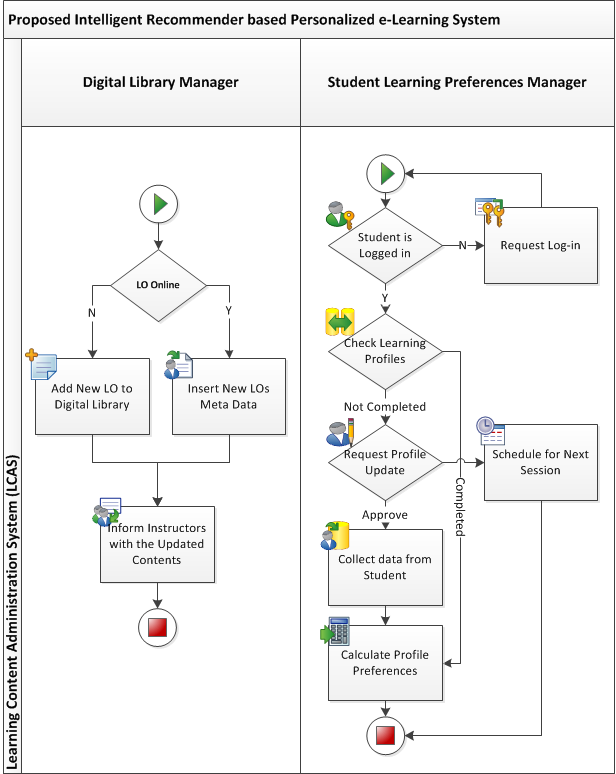 Proposed Intelligent Recommender based Personalized e-Learning System
Learning Content Administration System (LCAS)
Digital Library Manager
LO Online
N
Y
Add New LO to
Digital Library
Insert New LOs
Meta Data
Inform Instructors
with the Updated
Contents
Student Learning Preferences Manager
Student is
Logged in
N
Request Log-in
Y
Check Learning
Profiles
Not Completed
Completed
Request Profile
Update
Schedule for Next
Session
Approve
Collect data from
Student
Calculate Profile
Preferences